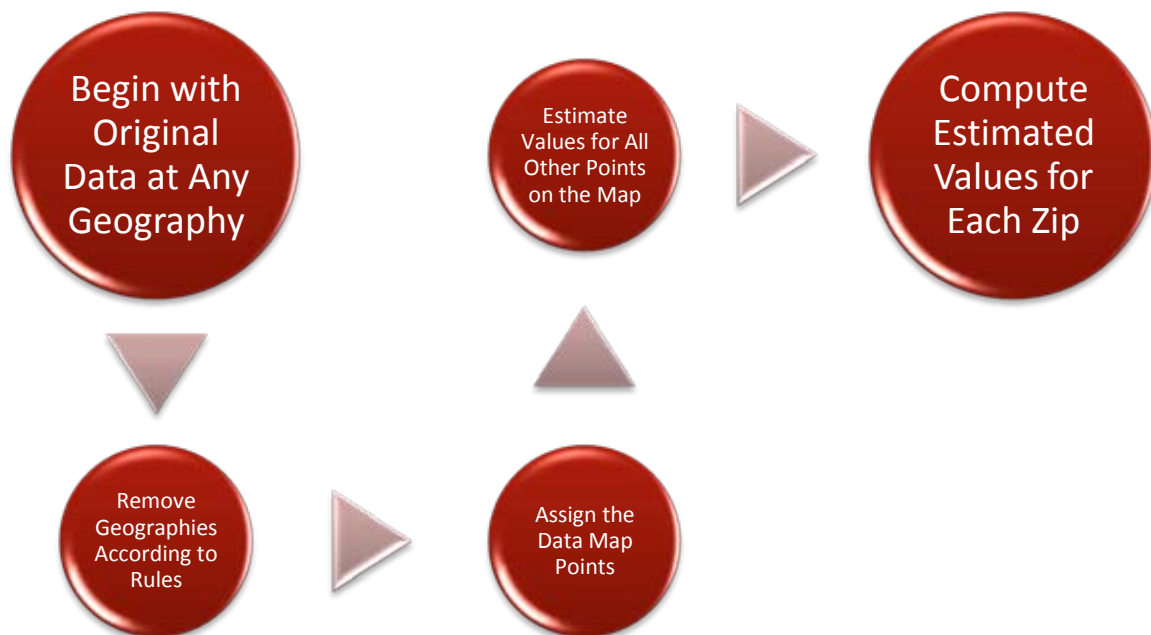 Begin with
Original
Data at Any
Geography
Remove
Geographies
According to
Rules
Assign the
Data Map
Points
Estimate
Values for All
Other Points
on the Map
Compute
Estimated
Values for
Each Zip